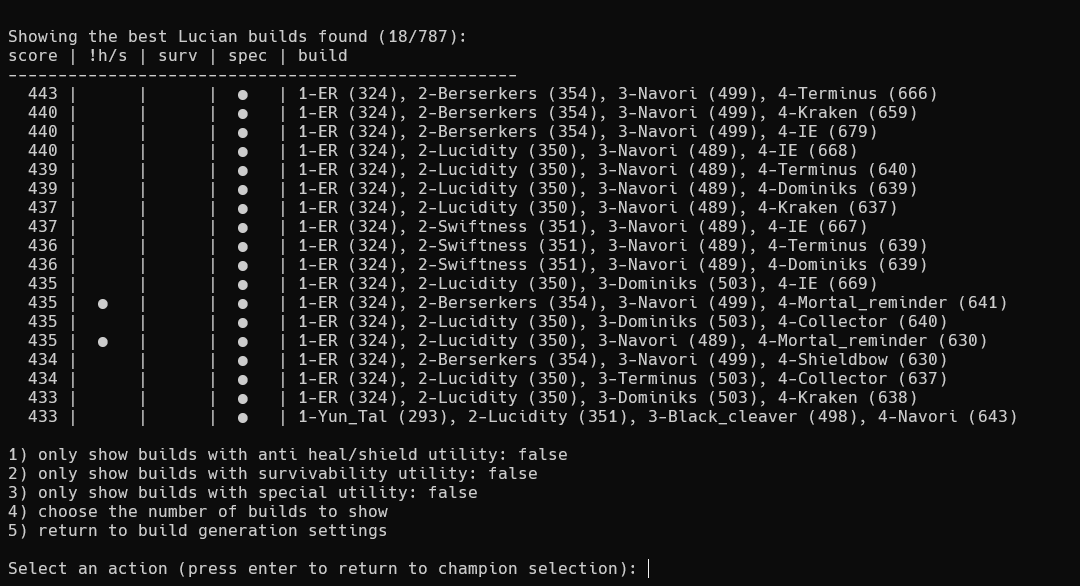 Showing the best Lucian builds found (18/787):
score | !h/s | surv | spec | build
---------------------------------------------------
443 |      |      |  ●   | 1-ER (324), 2-Berserkers (354), 3-Navori (499), 4-Terminus (666)
440 |      |      |  ●   | 1-ER (324), 2-Berserkers (354), 3-Navori (499), 4-Kraken (659)
440 |      |      |  ●   | 1-ER (324), 2-Berserkers (354), 3-Navori (499), 4-IE (679)
440 |      |      |  ●   | 1-ER (324), 2-Lucidity (350), 3-Navori (489), 4-IE (668)
439 |      |      |  ●   | 1-ER (324), 2-Lucidity (350), 3-Navori (489), 4-Terminus (640)
439 |      |      |  ●   | 1-ER (324), 2-Lucidity (350), 3-Navori (489), 4-Dominiks (639)
437 |      |      |  ●   | 1-ER (324), 2-Lucidity (350), 3-Navori (489), 4-Kraken (637)
437 |      |      |  ●   | 1-ER (324), 2-Swiftness (351), 3-Navori (489), 4-IE (667)
436 |      |      |  ●   | 1-ER (324), 2-Swiftness (351), 3-Navori (489), 4-Terminus (639)
436 |      |      |  ●   | 1-ER (324), 2-Swiftness (351), 3-Navori (489), 4-Dominiks (639)
435 |      |      |  ●   | 1-ER (324), 2-Lucidity (350), 3-Dominiks (503), 4-IE (669)
435 |  ●   |      |  ●   | 1-ER (324), 2-Berserkers (354), 3-Navori (499), 4-Mortal_reminder (641)
435 |      |      |  ●   | 1-ER (324), 2-Lucidity (350), 3-Dominiks (503), 4-Collector (640)
435 |  ●   |      |  ●   | 1-ER (324), 2-Lucidity (350), 3-Navori (489), 4-Mortal_reminder (630)
434 |      |      |  ●   | 1-ER (324), 2-Berserkers (354), 3-Navori (499), 4-Shieldbow (630)
434 |      |      |  ●   | 1-ER (324), 2-Lucidity (350), 3-Terminus (503), 4-Collector (637)
433 |      |      |  ●   | 1-ER (324), 2-Lucidity (350), 3-Dominiks (503), 4-Kraken (638)
433 |      |      |  ●   | 1-Yun_Tal (293), 2-Lucidity (351), 3-Black_cleaver (498), 4-Navori (643)
1) only show builds with anti heal/shield utility: false
2) only show builds with survivability utility: false
3) only show builds with special utility: false
4) choose the number of builds to show
5) return to build generation settings
Select an action (press enter to return to champion selection):